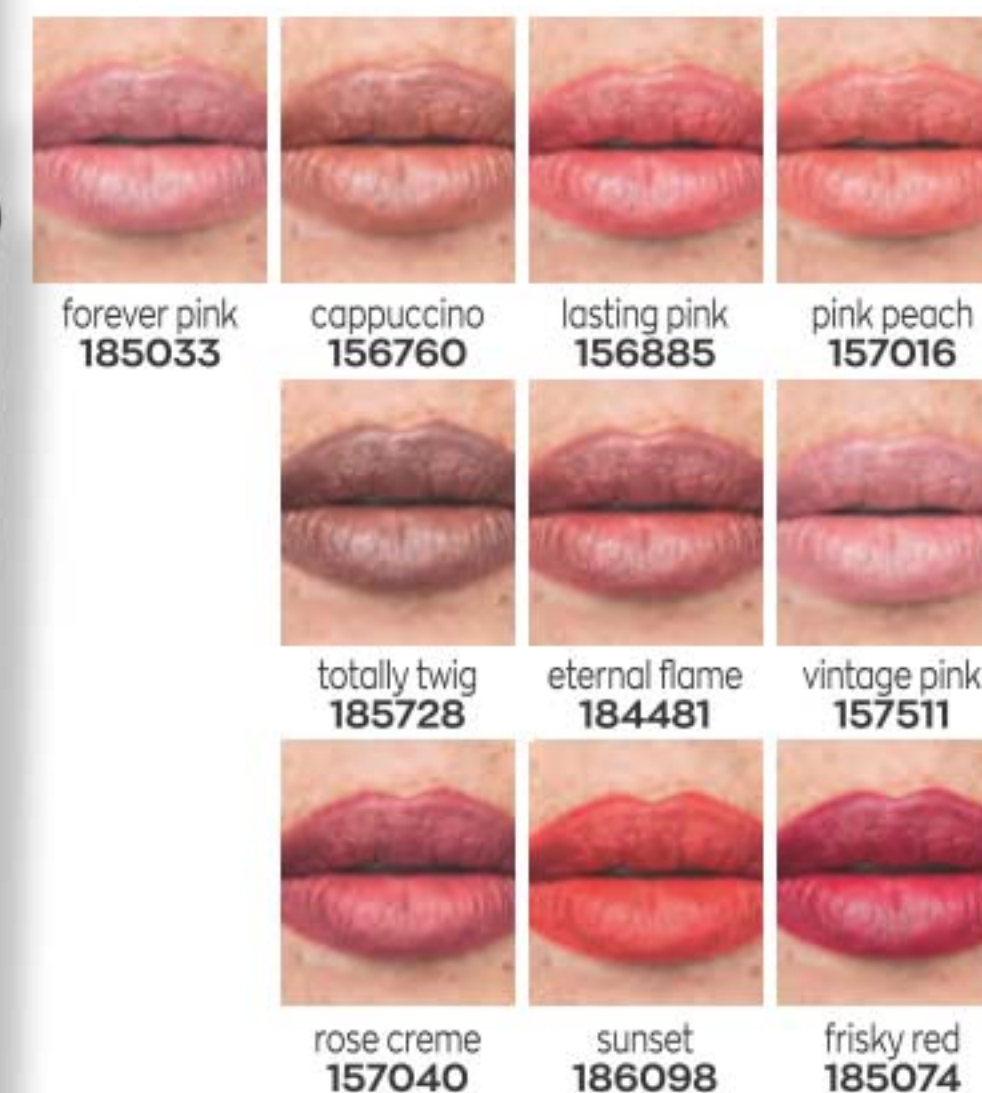 forever pink
185033
cappuccino
156760
lasting pink
156885
pink peach
157016
totally twig
185728
eternal flame
184481
vintage pink
157511
rose creme
157040
sunset
186098
frisky red
185074